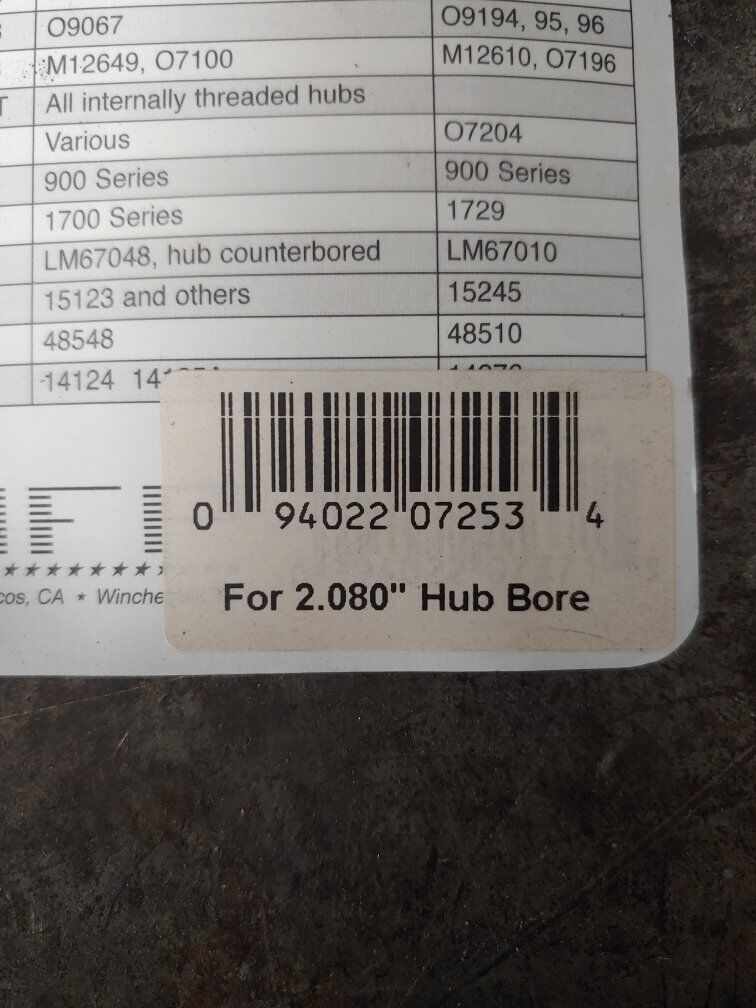 O9067 O9194, 95, 96
M12649, O7100 M12610, O7196
T All internally threaded hubs
Various O7204
900 Series 900 Series
1700 Series 1729
LM67048, hub counterbored LM67010
15123 and others 15245
48548 48510
14124
0 94022 07253 4
CA ★
For 2.080" Hub Bore